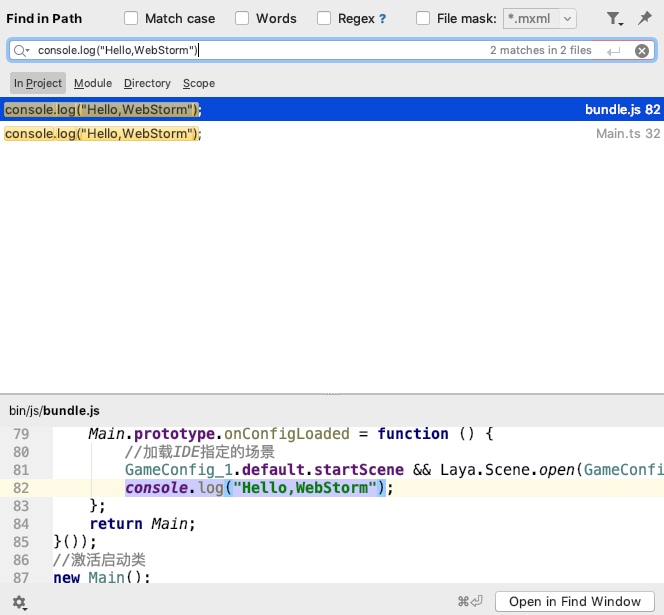 Find in Path Match case Words Regex ? File mask: *.mxml
console.log("Hello,WebStorm") 2 matches in 2 files
In Project Module Directory Scope
console.log("Hello,WebStorm"); bundle.js 82
console.log("Hello,WebStorm"); Main.ts 32
bin/js/bundle.js
79 Main.prototype.onConfigLoaded = function () {
80 //加载IDE指定的场景
81 GameConfig_1.default.startScene && Laya.Scene.open(GameConfi
82 console.log("Hello,WebStorm");
83 };
84 return Main;
85 }());
86 //激活启动类
87 new Main();
⌘⏎ Open in Find Window